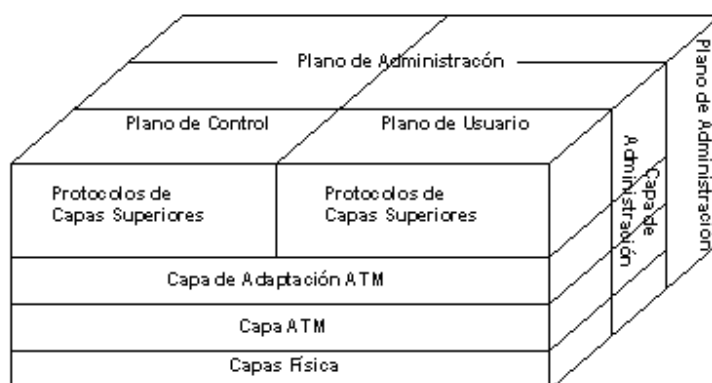 Plano de Administracón
Plano de Control
Plano de Usuario
Protocolos de
Capas Superiores
Protocolos de
Capas Superiores
Capa de Adaptación ATM
Capa ATM
Capas Física
Capa de
Administración
Plano de Administracion